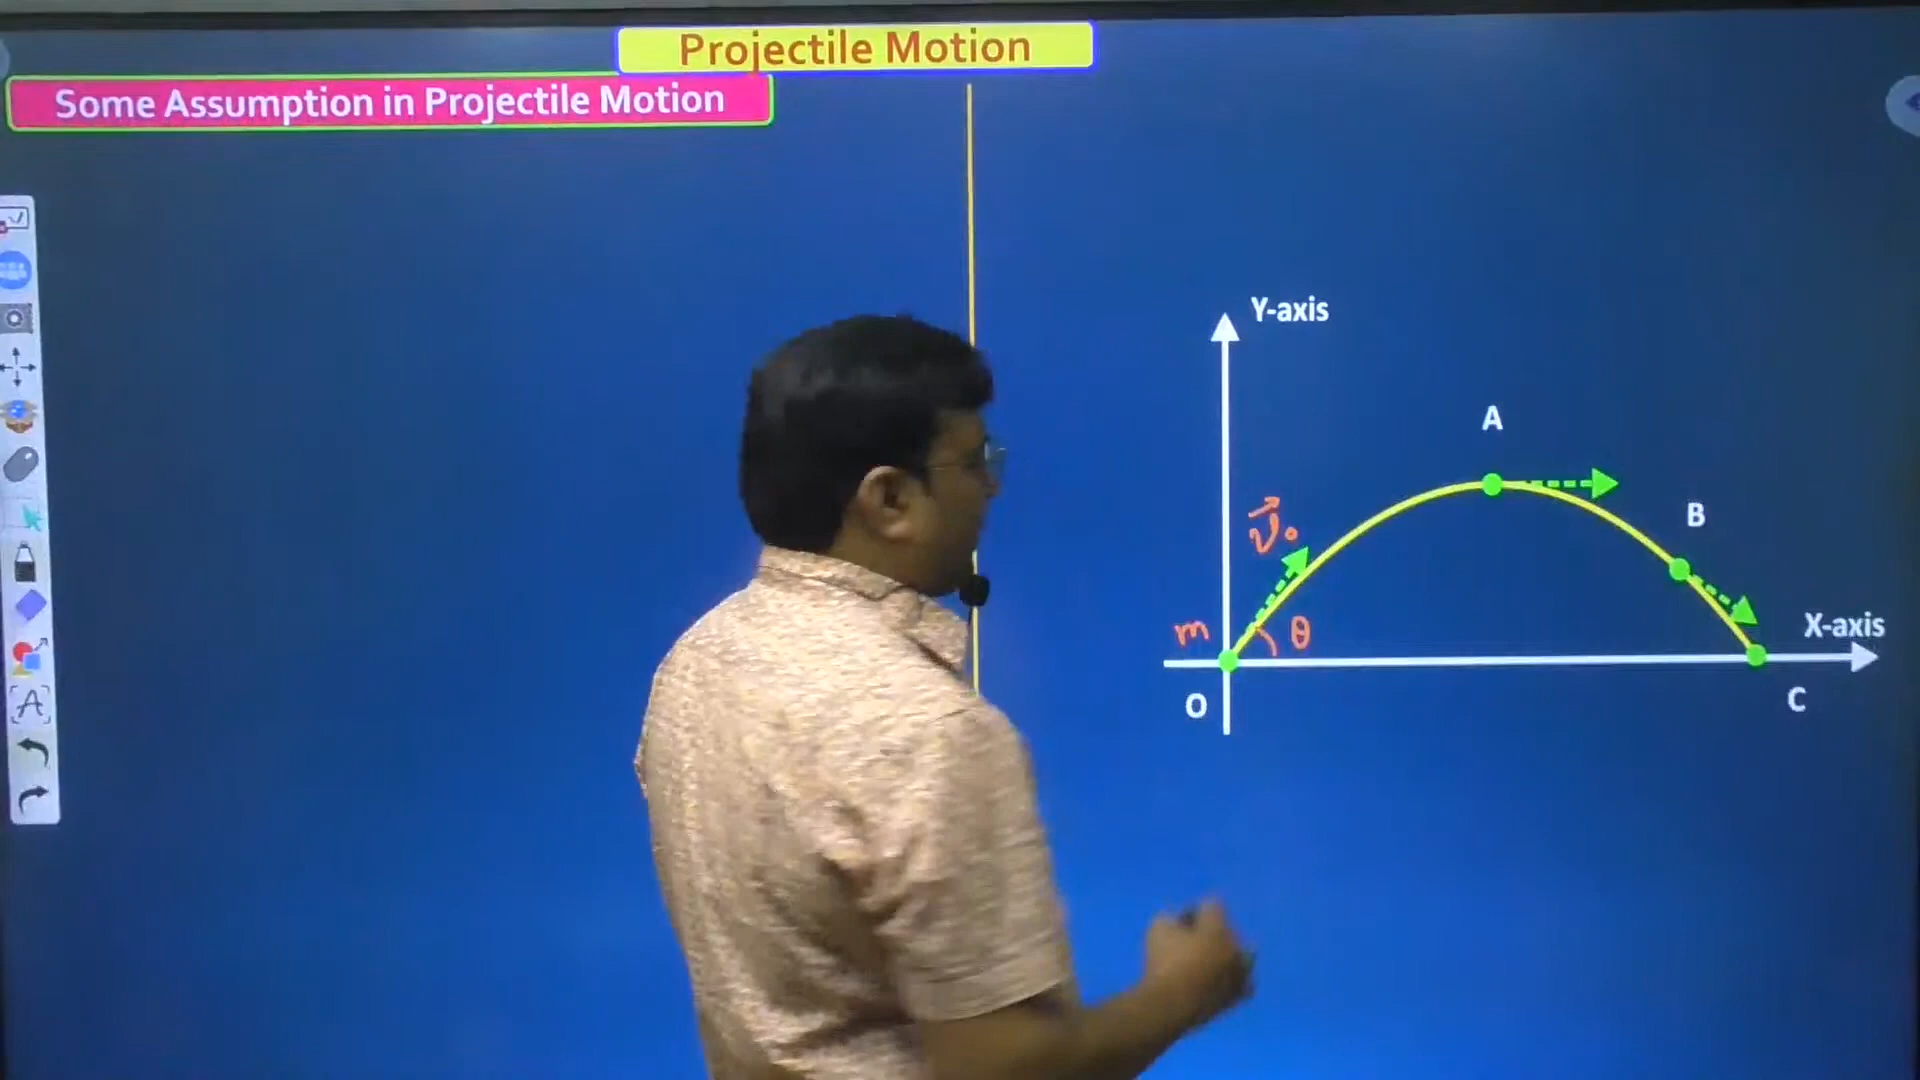 Projectile Motion
Some Assumption in Projectile Motion
Y-axis
A
B
v⃗₀
m
θ
X-axis
O
C